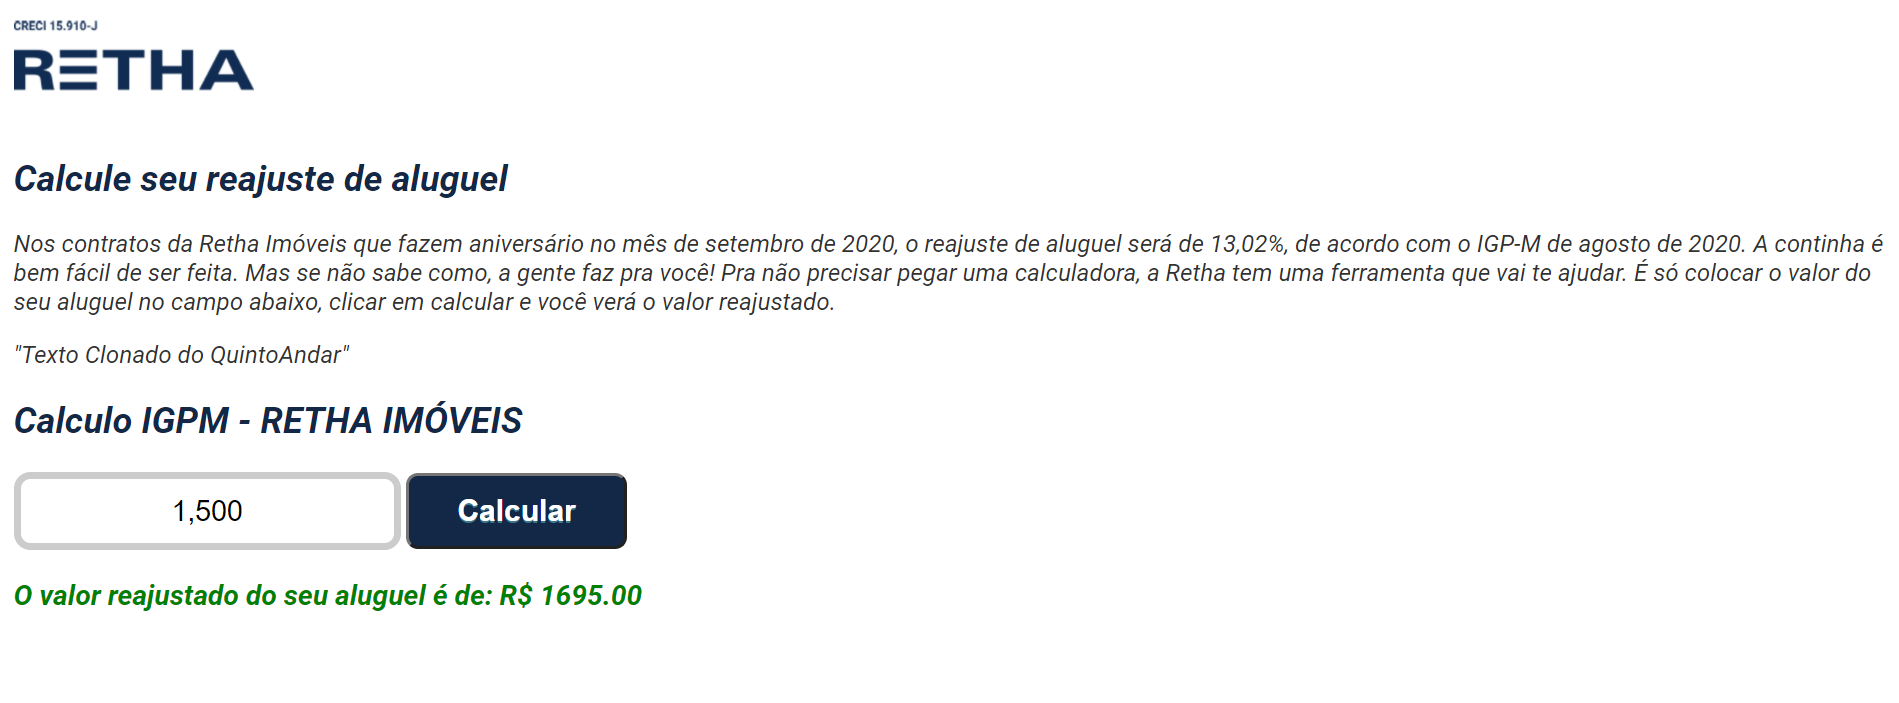 CRECI 15.910-J
RETHA
Calcule seu reajuste de aluguel
Nos contratos da Retha Imóveis que fazem aniversário no mês de setembro de 2020, o reajuste de aluguel será de 13,02%, de acordo com o IGP-M de agosto de 2020. A continha é
bem fácil de ser feita. Mas se não sabe como, a gente faz pra você! Pra não precisar pegar uma calculadora, a Retha tem uma ferramenta que vai te ajudar. É só colocar o valor do
seu aluguel no campo abaixo, clicar em calcular e você verá o valor reajustado.
"Texto Clonado do QuintoAndar"
Calculo IGPM - RETHA IMÓVEIS
1,500
Calcular
O valor reajustado do seu aluguel é de: R$ 1695.00